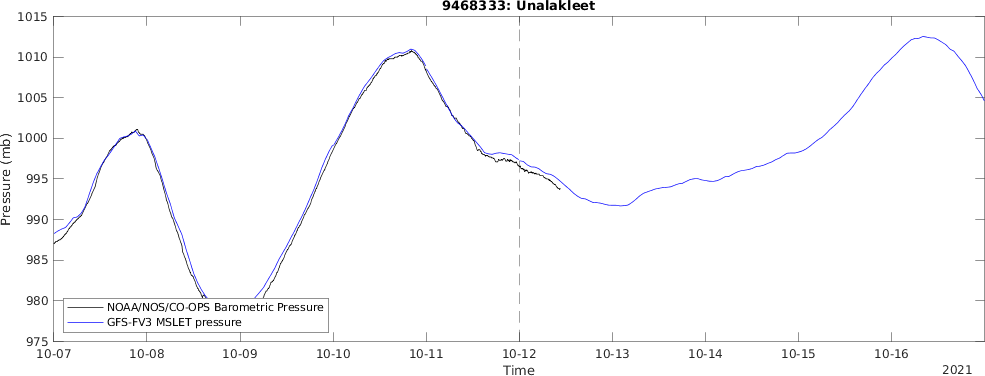 9468333: Unalakleet
1015
1010
1005
1000
995
990
985
980
975
Pressure (mb)
NOAA/NOS/CO-OPS Barometric Pressure
GFS-FV3 MSLET pressure
10-07 10-08 10-09 10-10 10-11 10-12 10-13 10-14 10-15 10-16
Time
2021